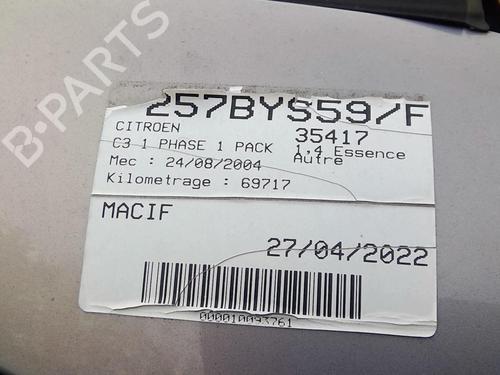 257BYS59/F
CITROEN
35417
C3 1 PHASE 1 PACK
1,4 Essence
Mec : 24/08/2004
Autre
Kilometrage : 69717
MACIF
27/04/2022
000010093761
B-PARTS